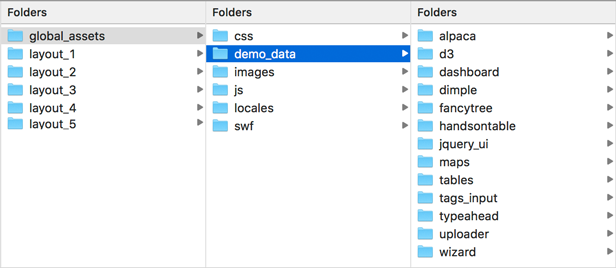 Folders
global_assets
layout_1
layout_2
layout_3
layout_4
layout_5
Folders
css
demo_data
images
js
locales
swf
Folders
alpaca
d3
dashboard
dimple
fancytree
handsontable
jquery_ui
maps
tables
tags_input
typeahead
uploader
wizard